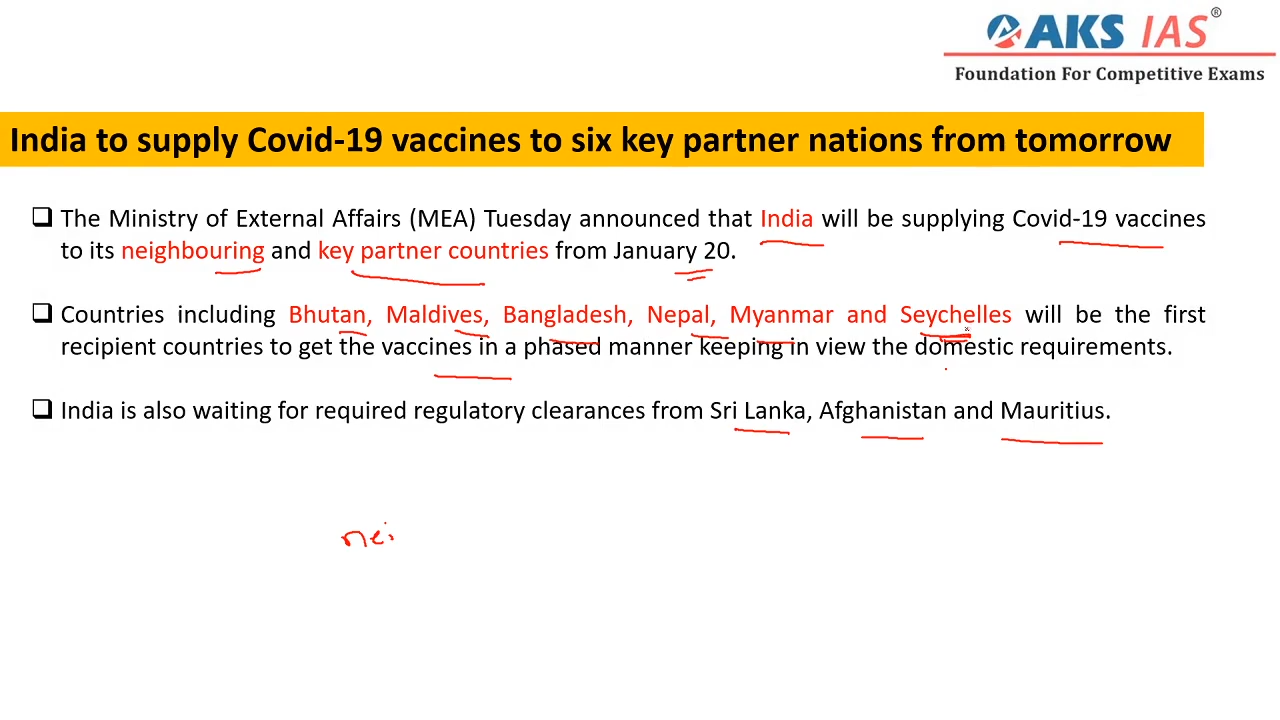 AKS IAS®
Foundation For Competitive Exams
India to supply Covid-19 vaccines to six key partner nations from tomorrow
❑ The Ministry of External Affairs (MEA) Tuesday announced that India will be supplying Covid-19 vaccines
to its neighbouring and key partner countries from January 20.
❑ Countries including Bhutan, Maldives, Bangladesh, Nepal, Myanmar and Seychelles will be the first
recipient countries to get the vaccines in a phased manner keeping in view the domestic requirements.
❑ India is also waiting for required regulatory clearances from Sri Lanka, Afghanistan and Mauritius.
nei